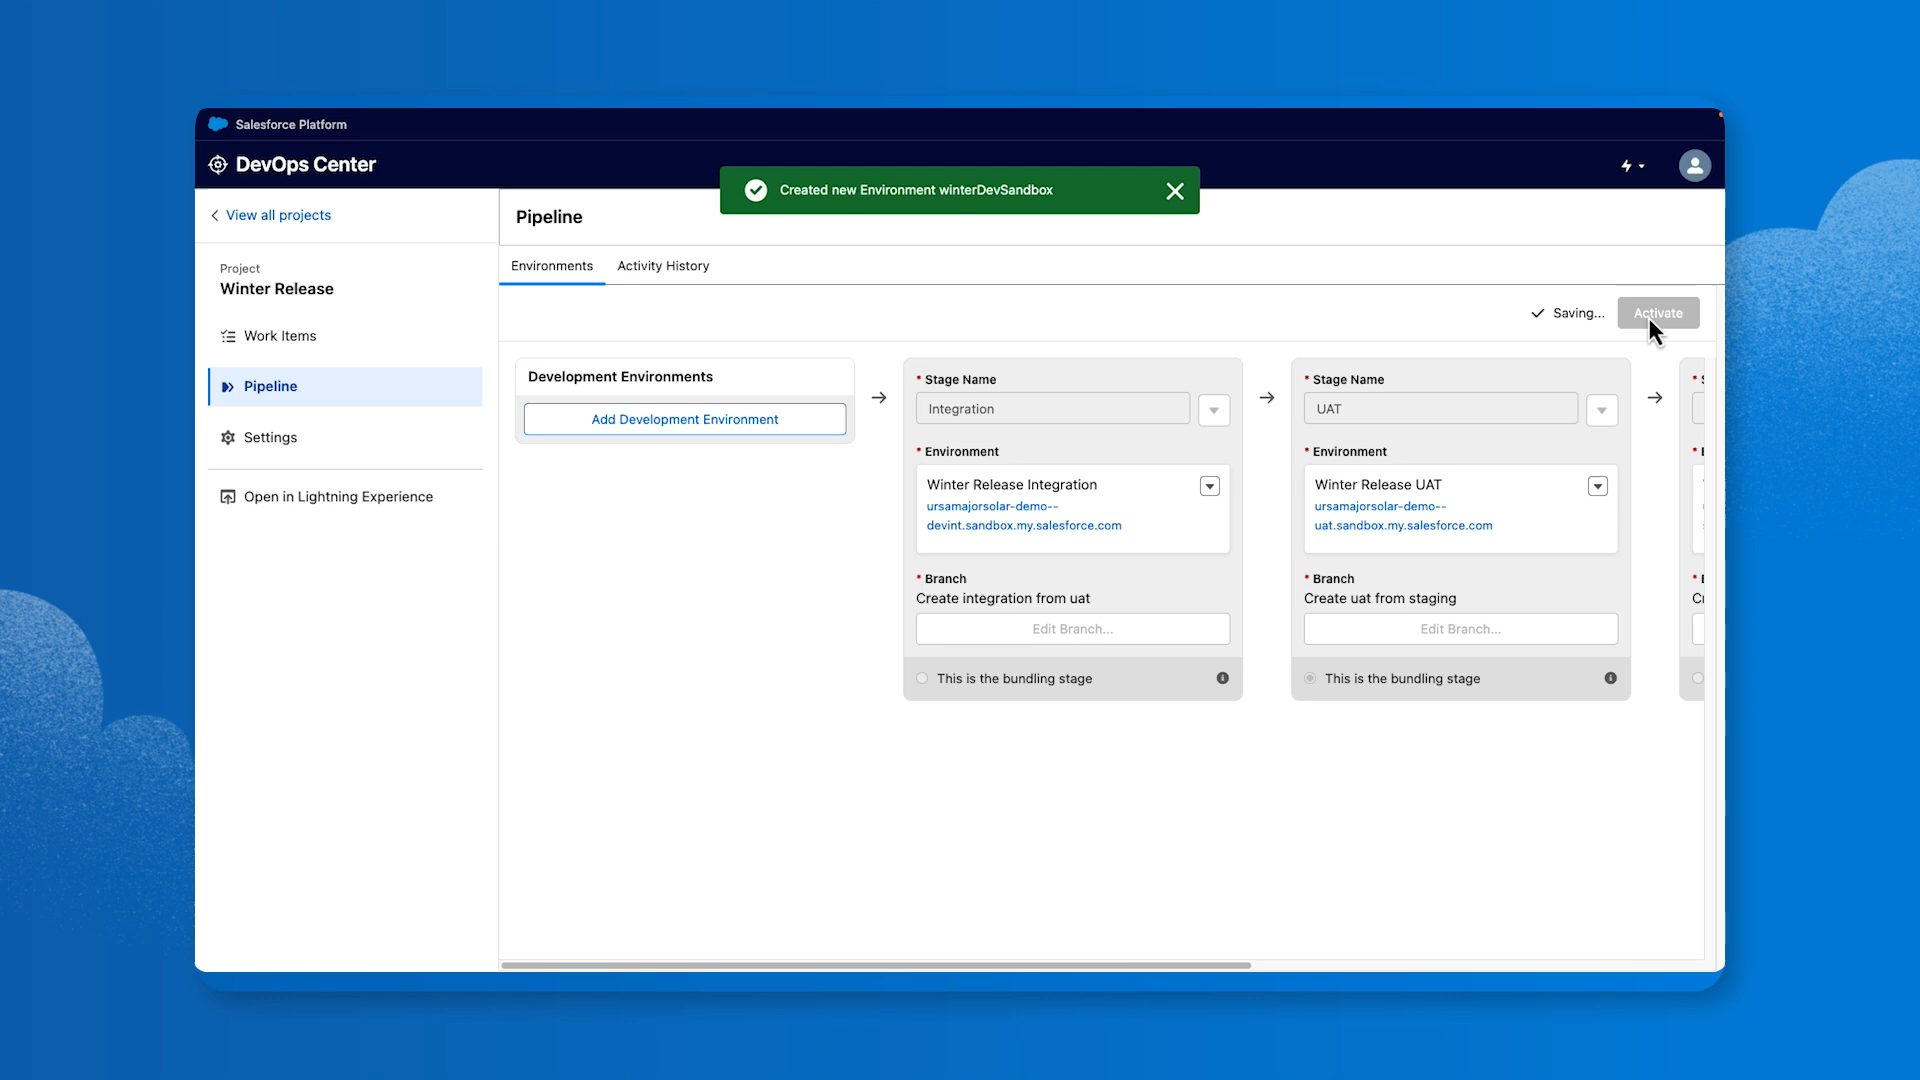 Salesforce Platform
DevOps Center
Created new Environment winterDevSandbox
View all projects
Pipeline
Project
Winter Release
Environments
Activity History
Work Items
Pipeline
Settings
Open in Lightning Experience
Saving...
Activate
Development Environments
Add Development Environment
* Stage Name
Integration
* Environment
Winter Release Integration
ursamajorsolar-demo--
devint.sandbox.my.salesforce.com
* Branch
Create integration from uat
Edit Branch...
This is the bundling stage
* Stage Name
UAT
* Environment
Winter Release UAT
ursamajorsolar-demo--
uat.sandbox.my.salesforce.com
* Branch
Create uat from staging
Edit Branch...
This is the bundling stage